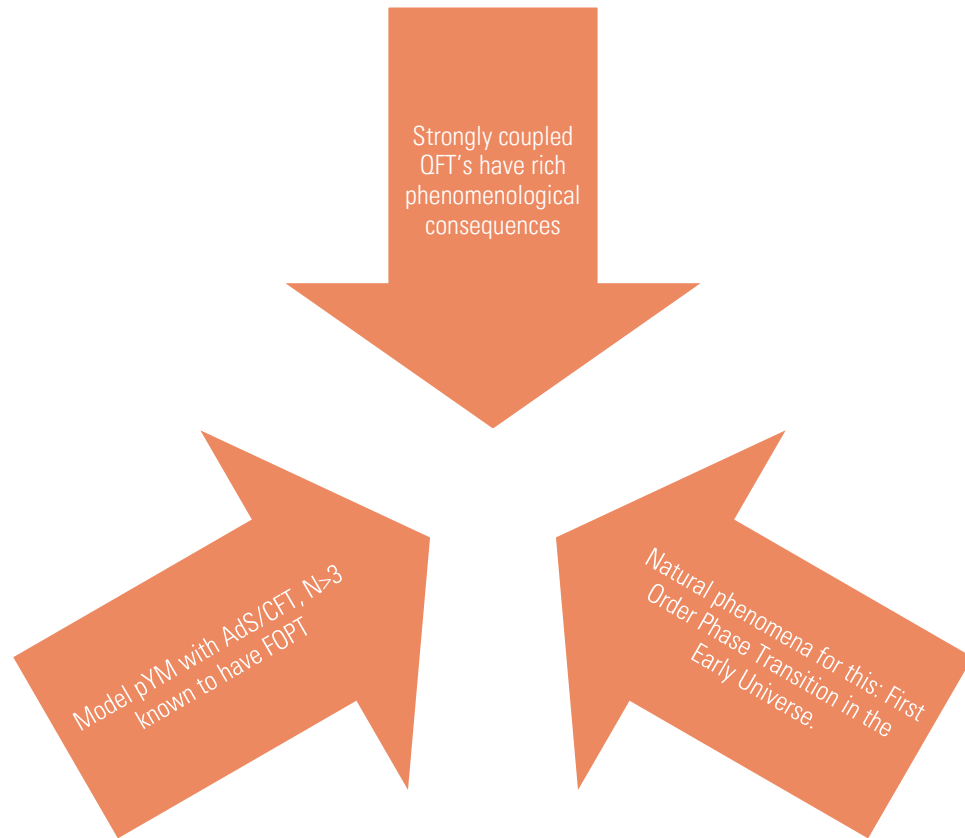 Strongly coupled
QFT's have rich
phenomenological
consequences
Model pYM with AdS/CFT, N>3
known to have FOPT
Natural phenomena for this: First
Order Phase Transition in the
Early Universe.